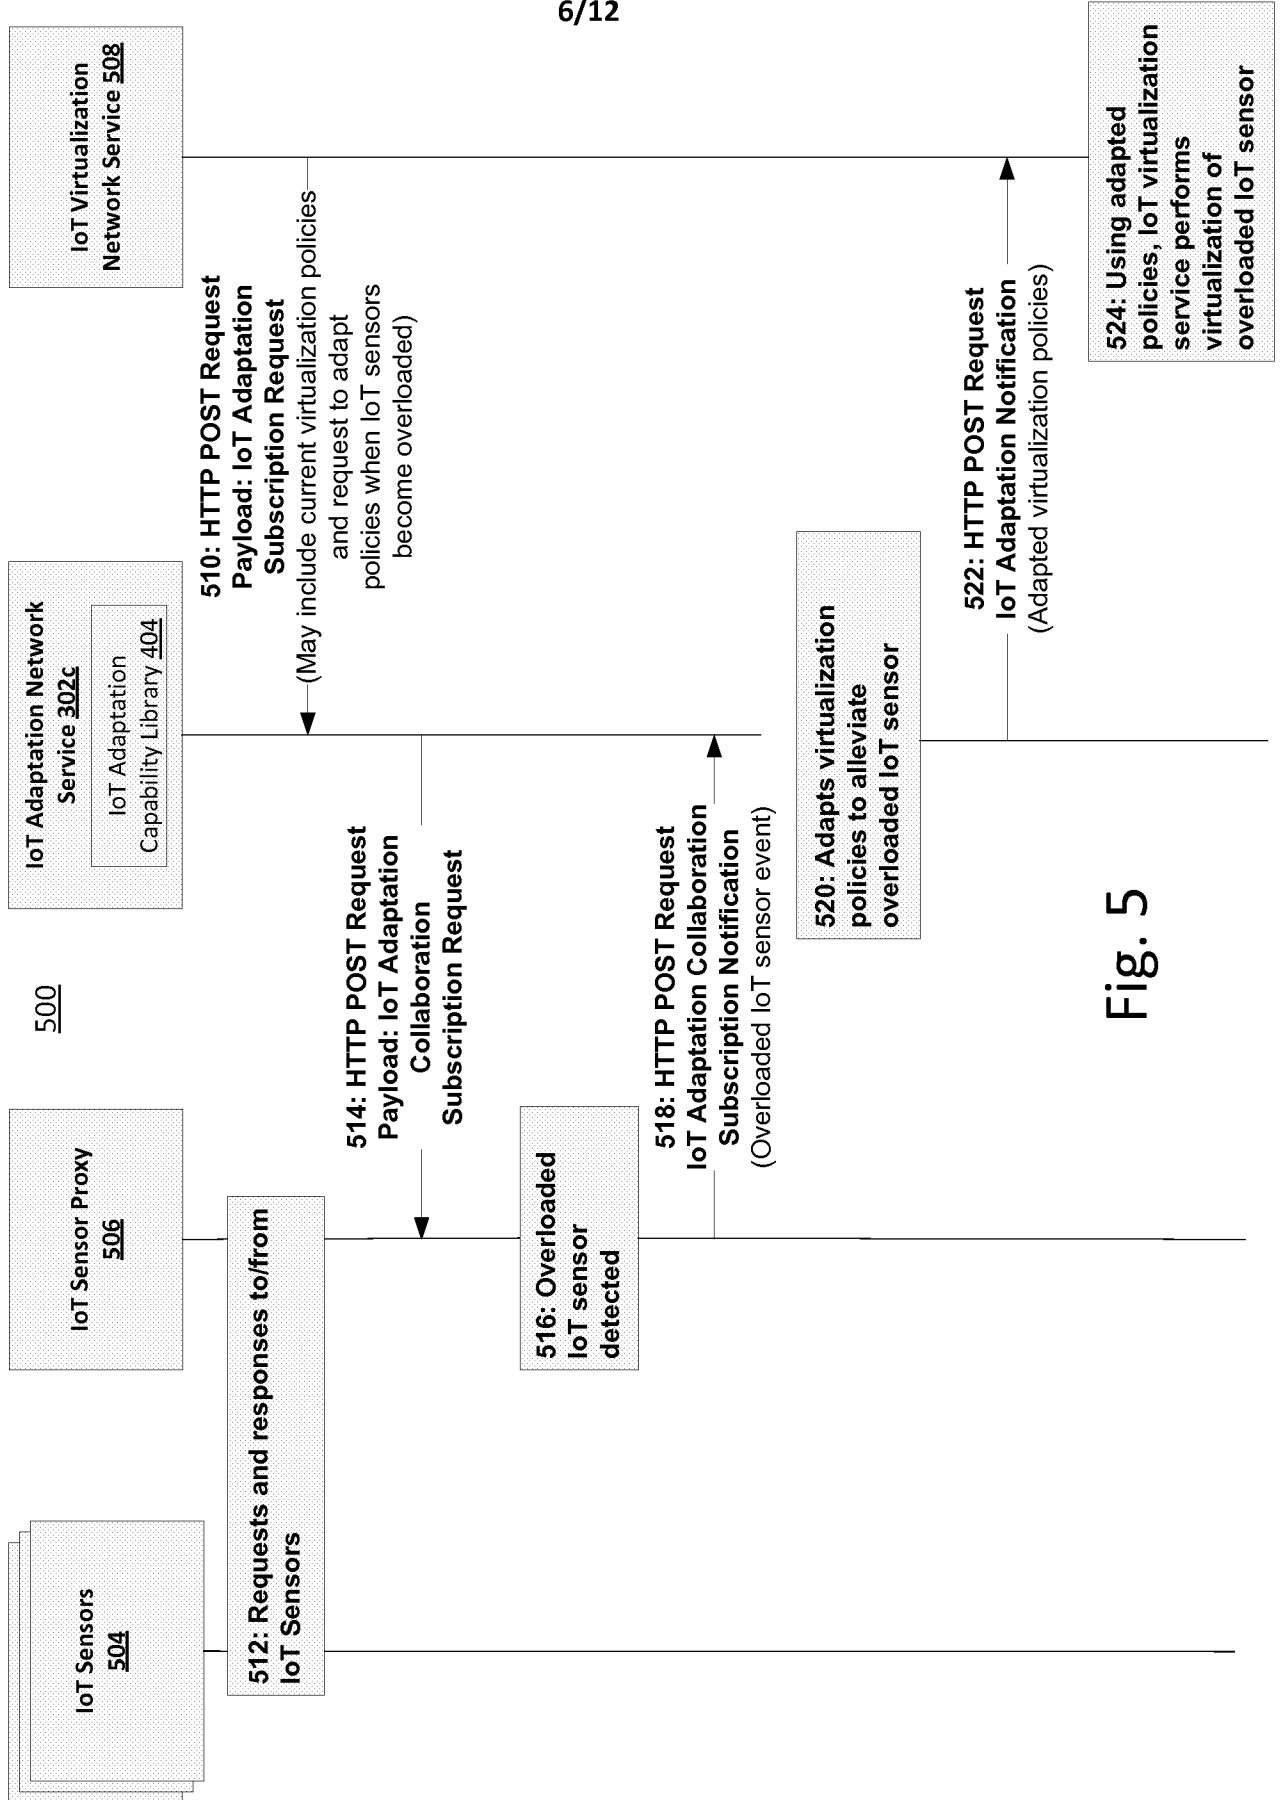 6/12
500
IoT Sensors
504
IoT Sensor Proxy
506
IoT Adaptation Network
Service 302c
IoT Adaptation
Capability Library 404
IoT Virtualization
Network Service 508
510: HTTP POST Request
Payload: IoT Adaptation
Subscription Request
(May include current virtualization policies
and request to adapt
policies when IoT sensors
become overloaded)
512: Requests and responses to/from
IoT Sensors
514: HTTP POST Request
Payload: IoT Adaptation
Collaboration
Subscription Request
516: Overloaded
IoT sensor
detected
518: HTTP POST Request
IoT Adaptation Collaboration
Subscription Notification
(Overloaded IoT sensor event)
520: Adapts virtualization
policies to alleviate
overloaded IoT sensor
522: HTTP POST Request
IoT Adaptation Notification
(Adapted virtualization policies)
524: Using adapted
policies, IoT virtualization
service performs
virtualization of
overloaded IoT sensor
Fig. 5